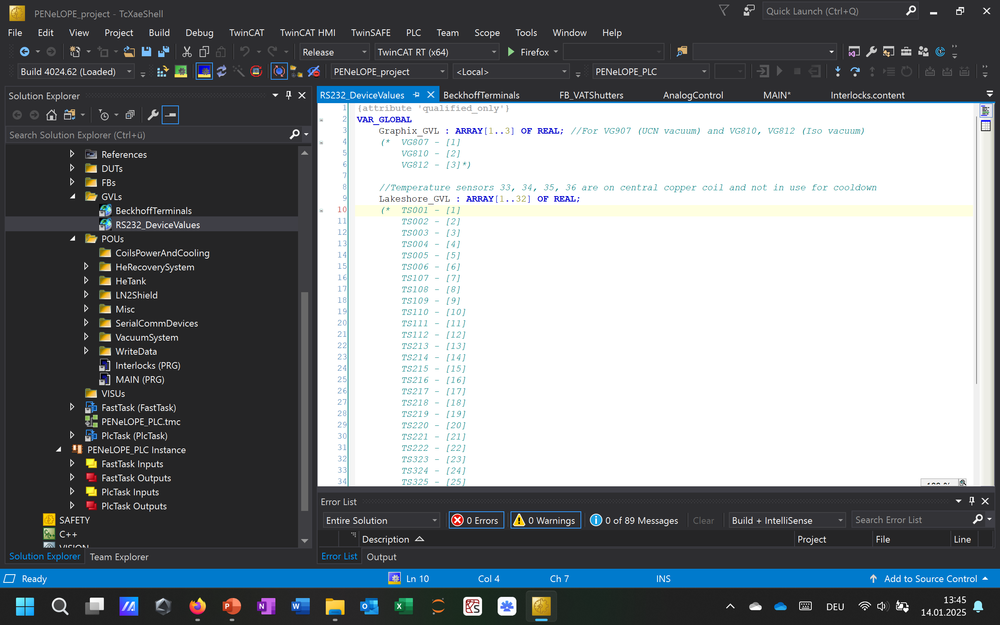 PENeLOPE_project - TcXaeShell
Quick Launch (Ctrl+Q)
File Edit View Project Build Debug TwinCAT TwinCAT HMI TwinSAFE PLC Team Scope Tools Window Help
Release TwinCAT RT (x64) Firefox
Build 4024.62 (Loaded) PENeLOPE_project <Local> PENeLOPE_PLC
Solution Explorer
Search Solution Explorer (Ctrl+ü)
References
DUTs
FBs
GVLs
BeckhoffTerminals
RS232_DeviceValues
POUs
CoilsPowerAndCooling
HeRecoverySystem
HeTank
LN2Shield
Misc
SerialCommDevices
VacuumSystem
WriteData
Interlocks (PRG)
MAIN (PRG)
VISUs
FastTask (FastTask)
PENeLOPE_PLC.tmc
PlcTask (PlcTask)
PENeLOPE_PLC Instance
FastTask Inputs
FastTask Outputs
PlcTask Inputs
PlcTask Outputs
SAFETY
C++
VISION
Solution Explorer Team Explorer
RS232_DeviceValues BeckhoffTerminals FB_VATShutters AnalogControl MAIN* Interlocks.content
1 {attribute 'qualified_only'}
2 VAR_GLOBAL
3 Graphix_GVL : ARRAY[1..3] OF REAL; //For VG907 (UCN vacuum) and VG810, VG812 (Iso vacuum)
4 (* VG807 - [1]
5 VG810 - [2]
6 VG812 - [3]*)
7
8 //Temperature sensors 33, 34, 35, 36 are on central copper coil and not in use for cooldown
9 Lakeshore_GVL : ARRAY[1..32] OF REAL;
10 (* TS001 - [1]
11 TS002 - [2]
12 TS003 - [3]
13 TS004 - [4]
14 TS005 - [5]
15 TS006 - [6]
16 TS107 - [7]
17 TS108 - [8]
18 TS109 - [9]
19 TS110 - [10]
20 TS111 - [11]
21 TS112 - [12]
22 TS213 - [13]
23 TS214 - [14]
24 TS215 - [15]
25 TS216 - [16]
26 TS217 - [17]
27 TS218 - [18]
28 TS219 - [19]
29 TS220 - [20]
30 TS221 - [21]
31 TS222 - [22]
32 TS323 - [23]
33 TS324 - [24]
34 TS325 - [25]
Error List
Entire Solution 0 Errors 0 Warnings 0 of 89 Messages Clear Build + IntelliSense Search Error List
Description Project File Line
Error List Output
Ready Ln 10 Col 4 Ch 7 INS Add to Source Control
DEU 13:45
14.01.2025